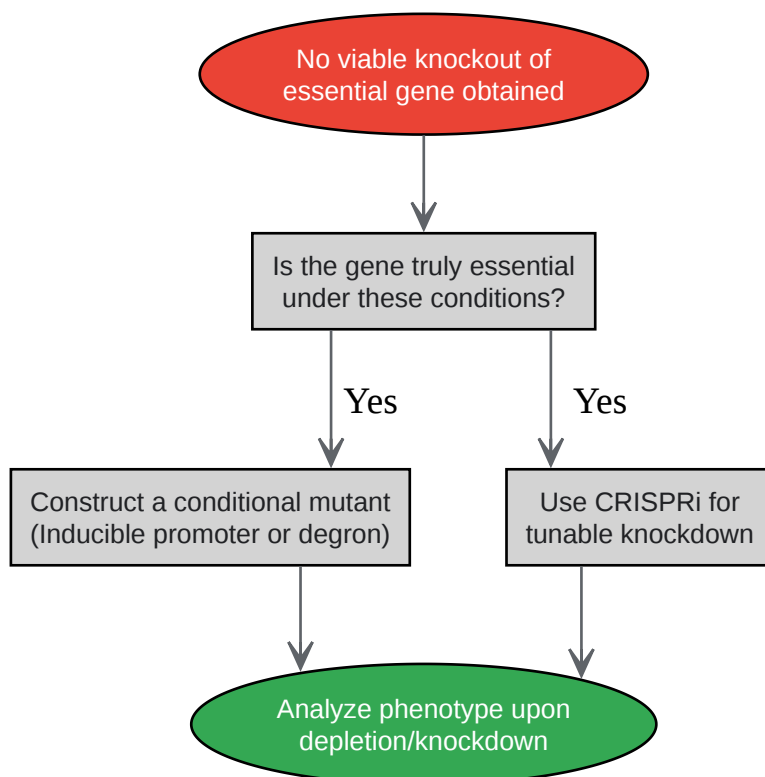 No viable knockout of
essential gene obtained
Is the gene truly essential
under these conditions?
Yes
Yes
Construct a conditional mutant
(Inducible promoter or degron)
Use CRISPRi for
tunable knockdown
Analyze phenotype upon
depletion/knockdown